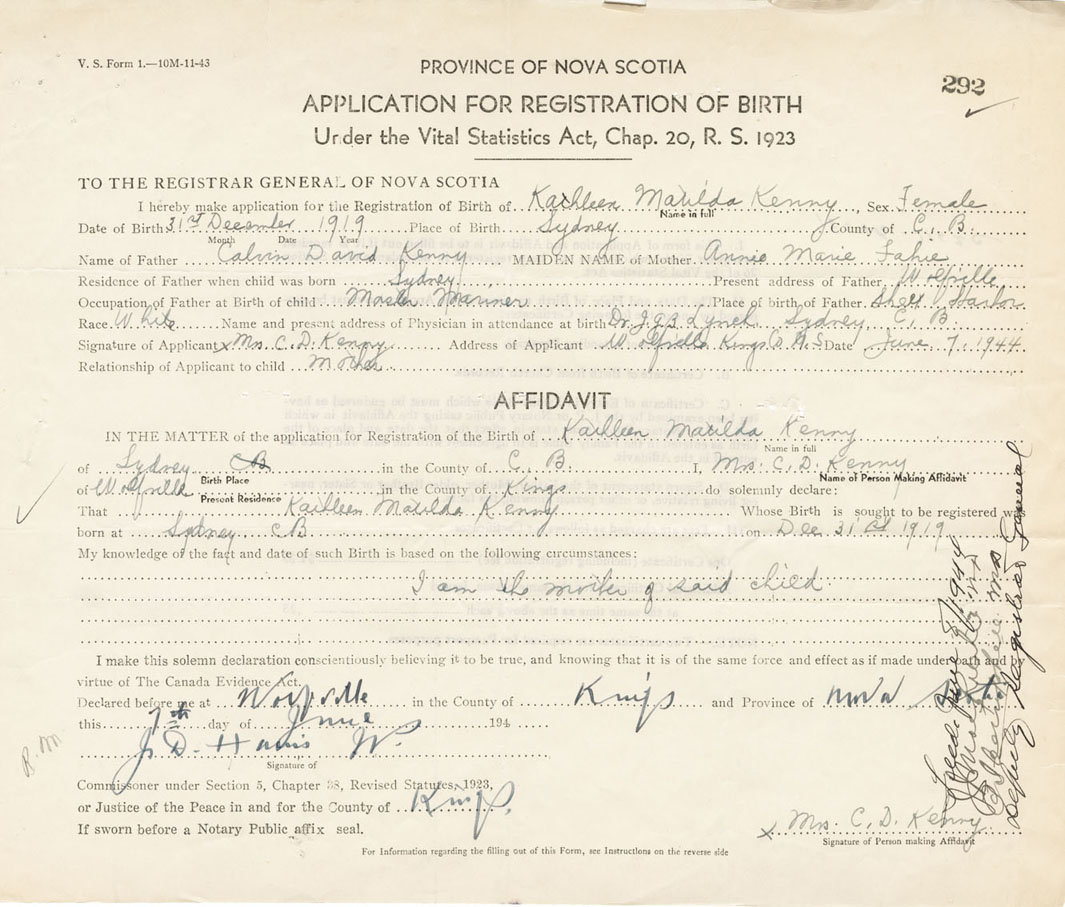 V. S. Form 1.—10M-11-43
PROVINCE OF NOVA SCOTIA
292
APPLICATION FOR REGISTRATION OF BIRTH
Under the Vital Statistics Act, Chap. 20, R. S. 1923
TO THE REGISTRAR GENERAL OF NOVA SCOTIA
I hereby make application for the Registration of Birth of Kathleen Matilda Kenny, Sex Female
Name in full
Date of Birth 31st December 1919 Place of Birth Sydney County of C. B.
Month Date Year
Name of Father Calvin David Kenny MAIDEN NAME of Mother Annie Marie Fahie
Residence of Father when child was born Sydney Present address of Father Wolfville
Occupation of Father at Birth of child Master Mariner Place of birth of Father Sheet Harbor
Race White Name and present address of Physician in attendance at birth Dr. J. G. B. Lynch Sydney C. B.
Signature of Applicant x Mrs. C. D. Kenny Address of Applicant Wolfville Kings Co N.S Date June 7, 1944
Relationship of Applicant to child Mother
AFFIDAVIT
IN THE MATTER of the application for Registration of the Birth of Kathleen Matilda Kenny
Name in full
of Sydney CB in the County of C. B. I, Mrs. C. D. Kenny
Birth Place Name of Person Making Affidavit
of Wolfville in the County of Kings do solemnly declare:
Present Residence
That Kathleen Matilda Kenny Whose Birth is sought to be registered was
born at Sydney CB on Dec 31st 1919
My knowledge of the fact and date of such Birth is based on the following circumstances:
I am the mother of said child
I make this solemn declaration conscientiously believing it to be true, and knowing that it is of the same force and effect as if made under oath and by
virtue of The Canada Evidence Act.
Declared before me at Wolfville in the County of Kings and Province of Nova Scotia
this 7th day of June 194
J. D. Harris
Signature of
Commissoner under Section 5, Chapter 38, Revised Statutes, 1923,
or Justice of the Peace in and for the County of Kings.
If sworn before a Notary Public affix seal.
x Mrs. C. D. Kenny
Signature of Person making Affidavit
For Information regarding the filling out of this Form, see Instructions on the reverse side
B.M.
Deputy Registrar General